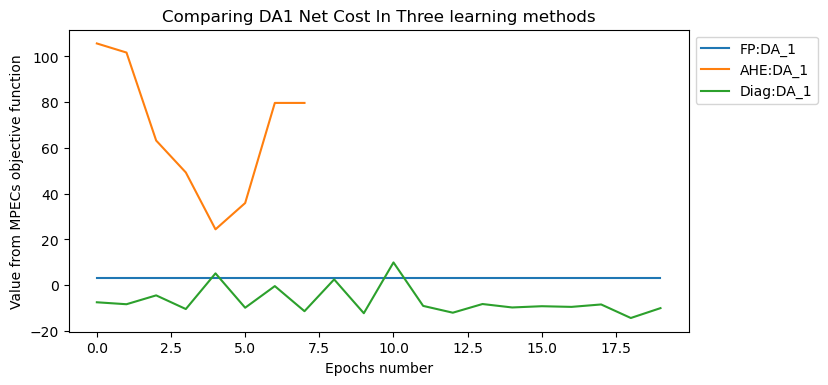 Comparing DA1 Net Cost In Three learning methods
FP:DA_1
AHE:DA_1
Diag:DA_1
Value from MPECs objective function
100
80
60
40
20
0
−20
0.0 2.5 5.0 7.5 10.0 12.5 15.0 17.5
Epochs number